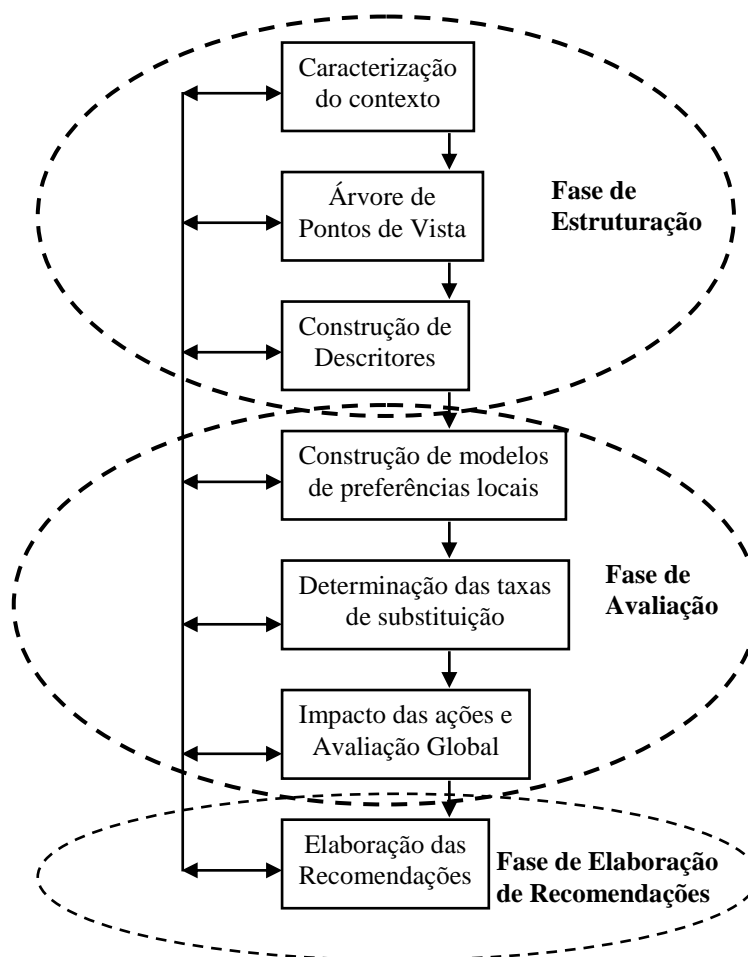 Caracterização
do contexto
Árvore de
Pontos de Vista
Fase de
Estruturação
Construção de
Descritores
Construção de modelos
de preferências locais
Determinação das taxas
de substituição
Fase de
Avaliação
Impacto das ações e
Avaliação Global
Elaboração das
Recomendações
Fase de Elaboração
de Recomendações